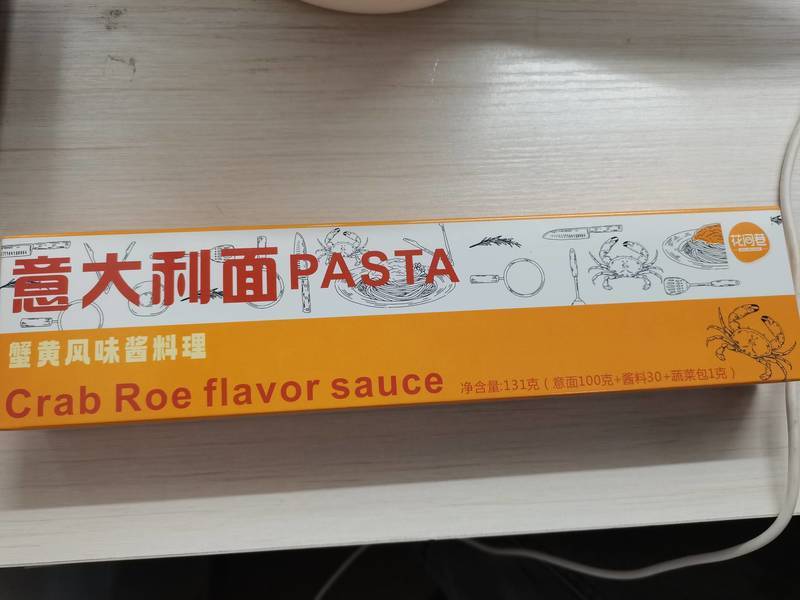 意大利面PASTA
花间巷
蟹黄风味酱料理
Crab Roe flavor sauce
净含量:131克(意面100克+酱料30+蔬菜包1克)